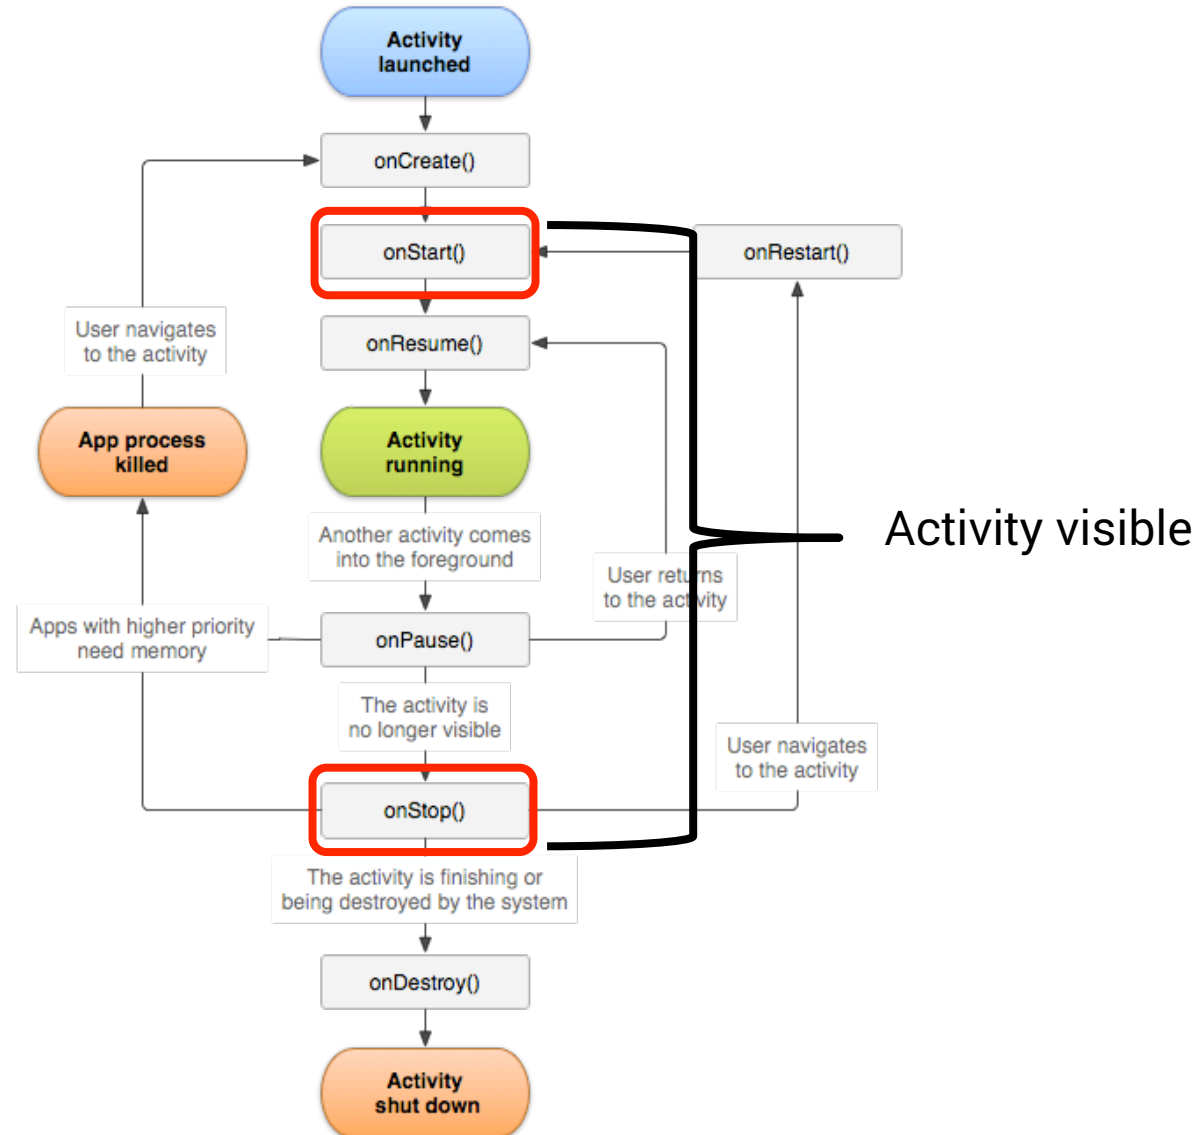 Activity
launched
onCreate()
onStart()
onRestart()
User navigates
to the activity
onResume()
App process
killed
Activity
running
Activity visible
Another activity comes
into the foreground
User returns
to the activity
Apps with higher priority
need memory
onPause()
The activity is
no longer visible
User navigates
to the activity
onStop()
The activity is finishing or
being destroyed by the system
onDestroy()
Activity
shut down